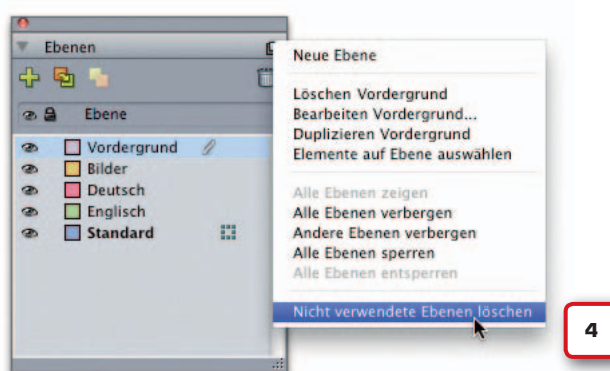 Ebenen
Ebene
Vordergrund
Bilder
Deutsch
Englisch
Standard
Neue Ebene
Löschen Vordergrund
Bearbeiten Vordergrund...
Duplizieren Vordergrund
Elemente auf Ebene auswählen
Alle Ebenen zeigen
Alle Ebenen verbergen
Andere Ebenen verbergen
Alle Ebenen sperren
Alle Ebenen entsperren
Nicht verwendete Ebenen löschen
4